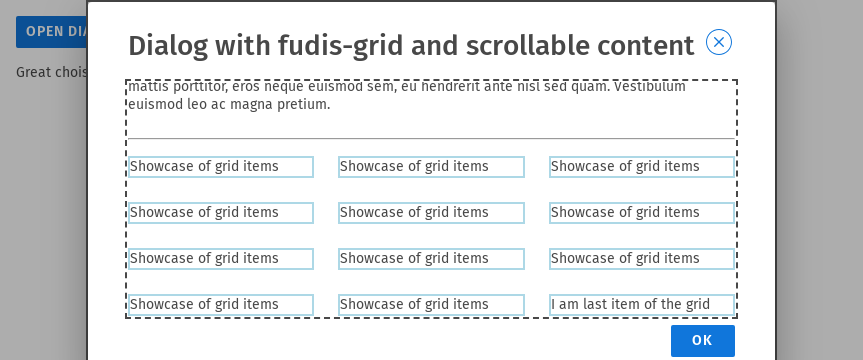 OPEN DIA
Great chois
Dialog with fudis-grid and scrollable content
mattis porttitor, eros neque euismod sem, eu hendrerit ante nisl sed quam. Vestibulum
euismod leo ac magna pretium.
Showcase of grid items Showcase of grid items Showcase of grid items
Showcase of grid items Showcase of grid items Showcase of grid items
Showcase of grid items Showcase of grid items Showcase of grid items
Showcase of grid items Showcase of grid items I am last item of the grid
OK